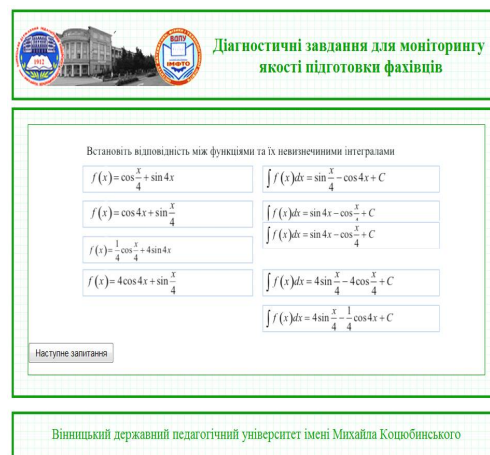 Діагностичні завдання для моніторингу
якості підготовки фахівців
1912
ВДПУ
ІМФТО
Встановіть відповідність між функціями та їх невизначеними інтегралами
f(x)=cos x/4 + sin 4x
∫ f(x)dx = sin x/4 − cos 4x + C
f(x)=cos 4x + sin x/4
∫ f(x)dx = sin 4x − cos x/4 + C
∫ f(x)dx = sin 4x − cos x/4 + C
f(x)= 1/4 cos x/4 + 4 sin 4x
f(x)= 4 cos 4x + sin x/4
∫ f(x)dx = 4 sin x/4 − 4 cos x/4 + C
∫ f(x)dx = 4 sin x/4 − 1/4 cos 4x + C
Наступне запитання
Вінницький державний педагогічний університет імені Михайла Коцюбинського